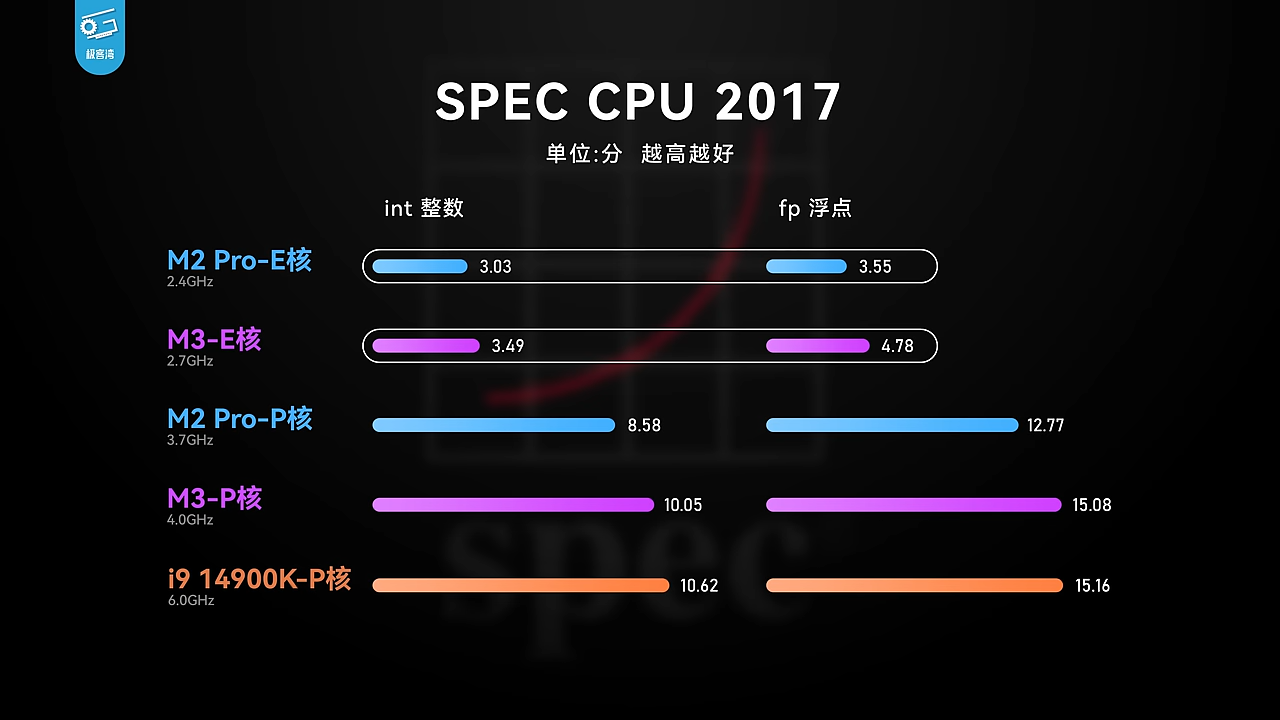 极客湾
SPEC CPU 2017
单位:分 越高越好
int 整数 fp 浮点
M2 Pro-E核 3.03 3.55
2.4GHz
M3-E核 3.49 4.78
2.7GHz
M2 Pro-P核 8.58 12.77
3.7GHz
M3-P核 10.05 15.08
4.0GHz
i9 14900K-P核 10.62 15.16
6.0GHz
spec